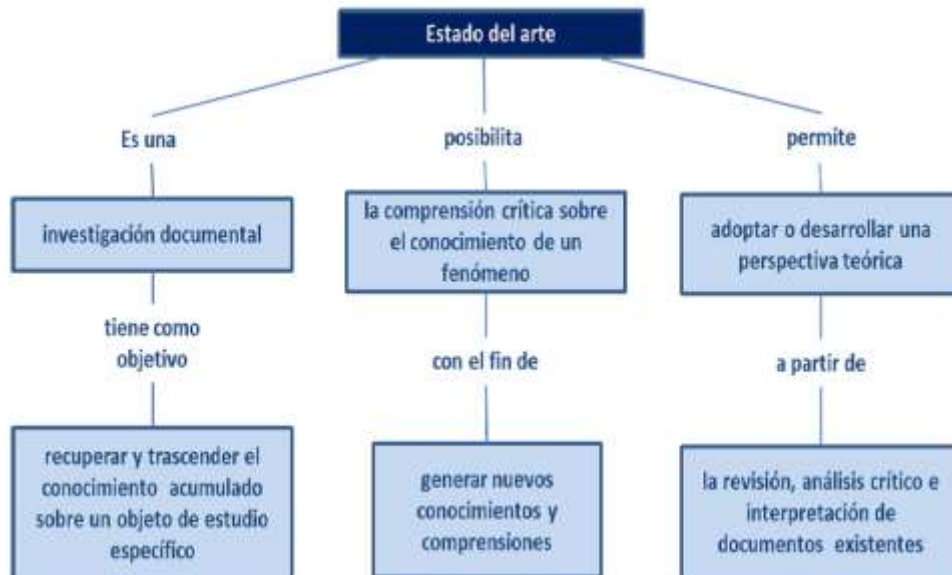 Estado del arte
Es una
posibilita
permite
investigación documental
la comprensión crítica sobre
el conocimiento de un
fenómeno
adoptar o desarrollar una
perspectiva teórica
tiene como
objetivo
con el fin de
a partir de
recuperar y trascender el
conocimiento acumulado
sobre un objeto de estudio
específico
generar nuevos
conocimientos y
comprensiones
la revisión, análisis crítico e
interpretación de
documentos existentes